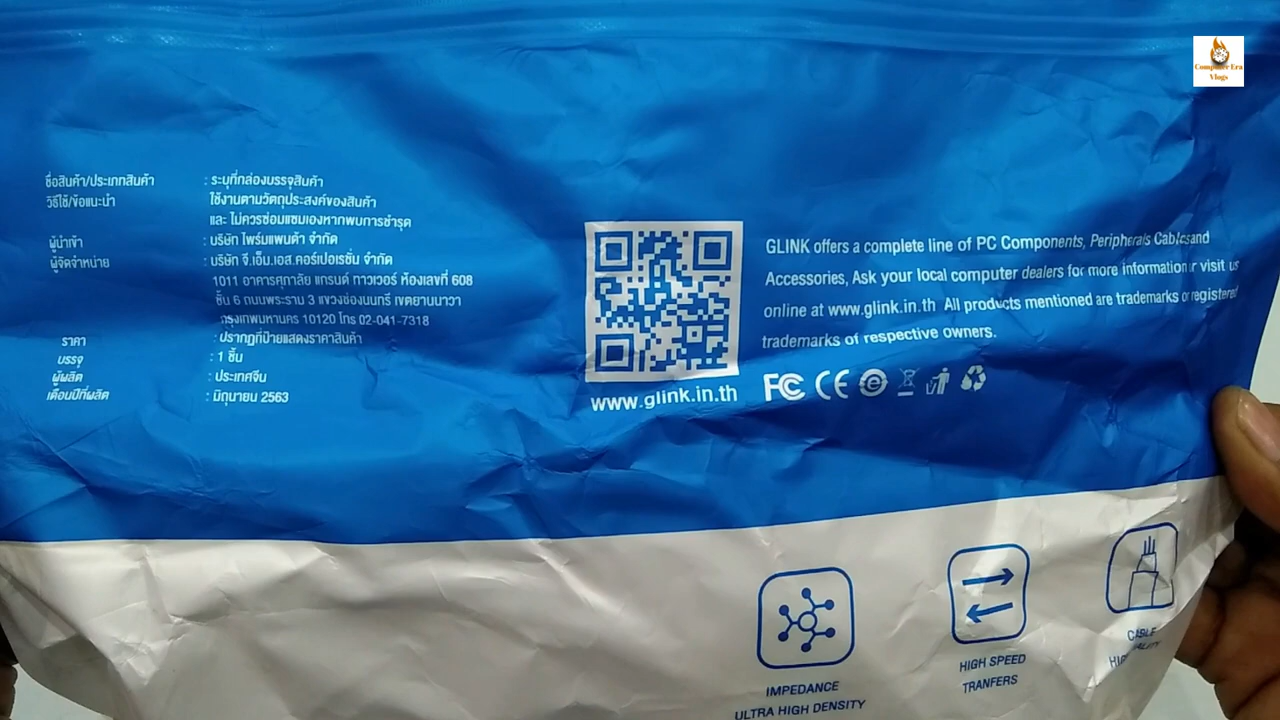 Computer Era
Vlogs
ชื่อสินค้า/ประเภทสินค้า : ระบุที่กล่องบรรจุสินค้า
วิธีใช้/ข้อแนะนำ ใช้งานตามวัตถุประสงค์ของสินค้า
และ ไม่ควรซ่อมแซมเองหากพบการชำรุด
ผู้นำเข้า : บริษัท ไพร์มแพนด้า จำกัด
ผู้จัดจำหน่าย : บริษัท จี.เอ็น.เอส.คอร์เปอเรชั่น จำกัด
1011 อาคารศุภาลัย แกรนด์ ทาวเวอร์ ห้องเลขที่ 608
ชั้น 6 ถนนพระราม 3 แขวงช่องนนทรี เขตยานนาวา
กรุงเทพมหานคร 10120 โทร 02-041-7318
ราคา : ปรากฏที่ป้ายแสดงราคาสินค้า
บรรจุ : 1 ชิ้น
ผู้ผลิต : ประเทศจีน
เดือนปีที่ผลิต : มิถุนายน 2563
www.glink.in.th
GLINK offers a complete line of PC Components, Peripherals Cables and
Accessories, Ask your local computer dealers for more information visit us
online at www.glink.in.th All products mentioned are trademarks or registered
trademarks of respective owners.
FC CE
IMPEDANCE
ULTRA HIGH DENSITY
HIGH SPEED
TRANFERS
CABLE